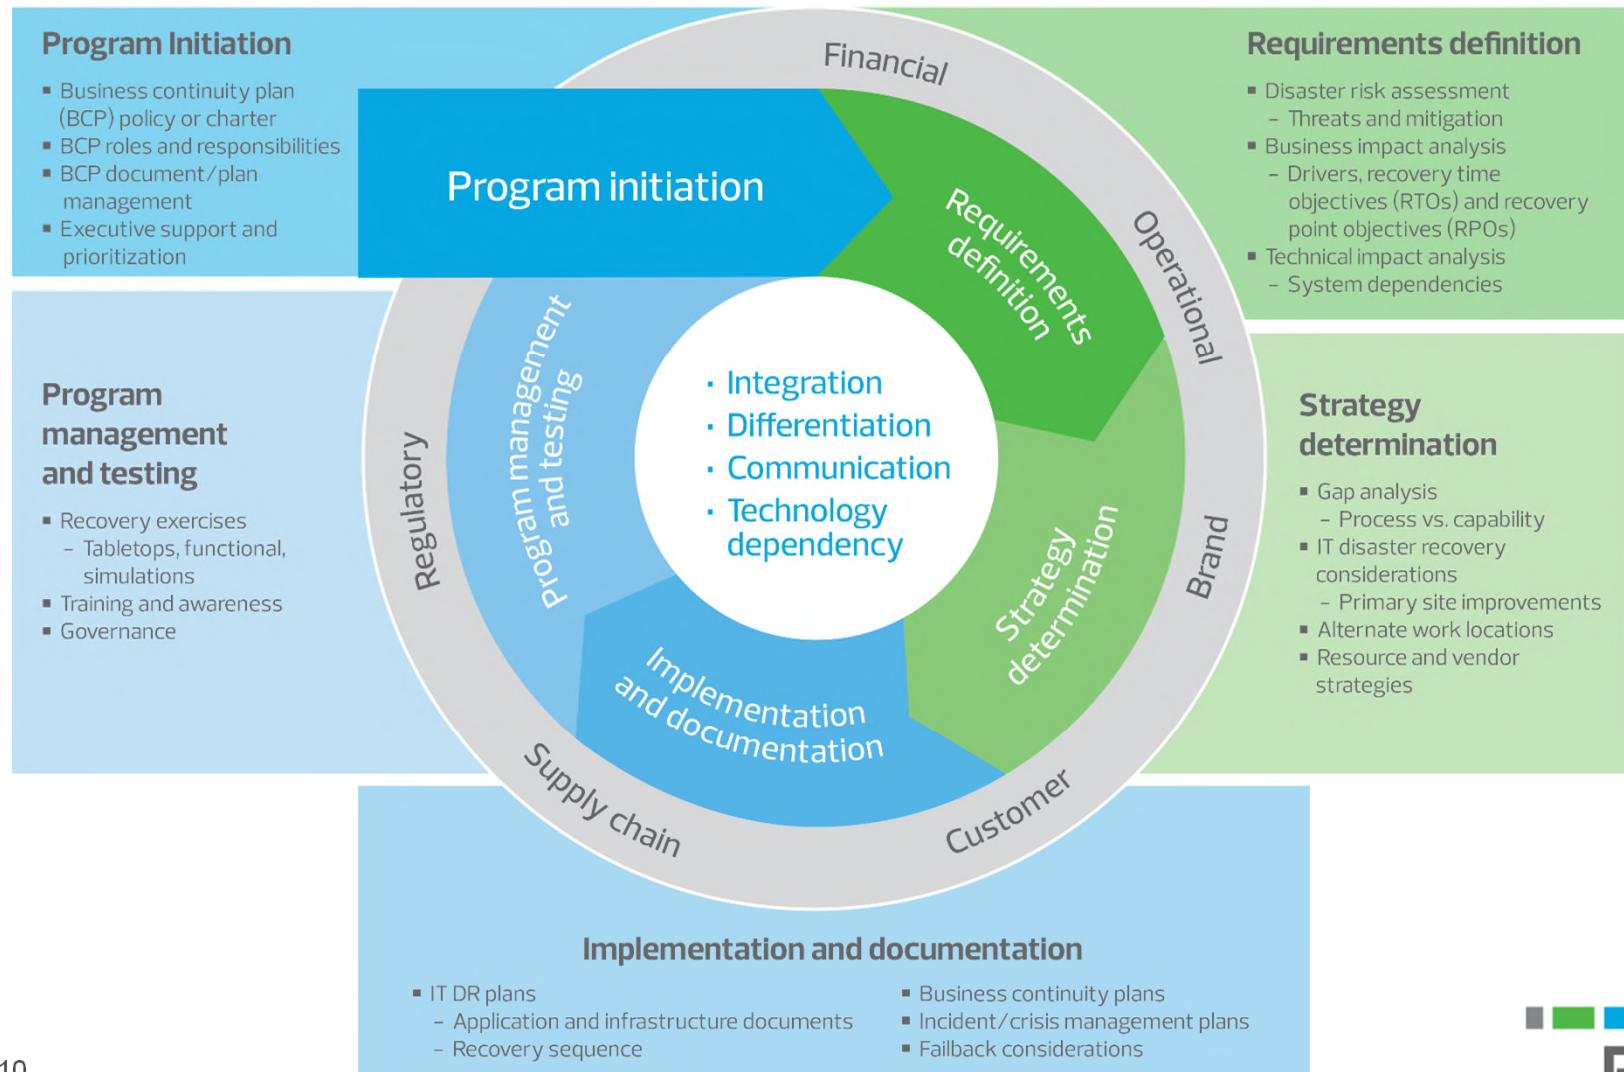 Program Initiation
▪ Business continuity plan
(BCP) policy or charter
▪ BCP roles and responsibilities
▪ BCP document/plan
management
▪ Executive support and
prioritization
Program
management
and testing
▪ Recovery exercises
– Tabletops, functional,
simulations
▪ Training and awareness
▪ Governance
Financial
Operational
Brand
Customer
Supply chain
Regulatory
Program initiation
Requirements
definition
Strategy
determination
Implementation
and documentation
Program management
and testing
· Integration
· Differentiation
· Communication
· Technology
dependency
Requirements definition
▪ Disaster risk assessment
– Threats and mitigation
▪ Business impact analysis
– Drivers, recovery time
objectives (RTOs) and recovery
point objectives (RPOs)
▪ Technical impact analysis
– System dependencies
Strategy
determination
▪ Gap analysis
– Process vs. capability
▪ IT disaster recovery
considerations
– Primary site improvements
▪ Alternate work locations
▪ Resource and vendor
strategies
Implementation and documentation
▪ IT DR plans
– Application and infrastructure documents
– Recovery sequence
▪ Business continuity plans
▪ Incident/crisis management plans
▪ Failback considerations
10